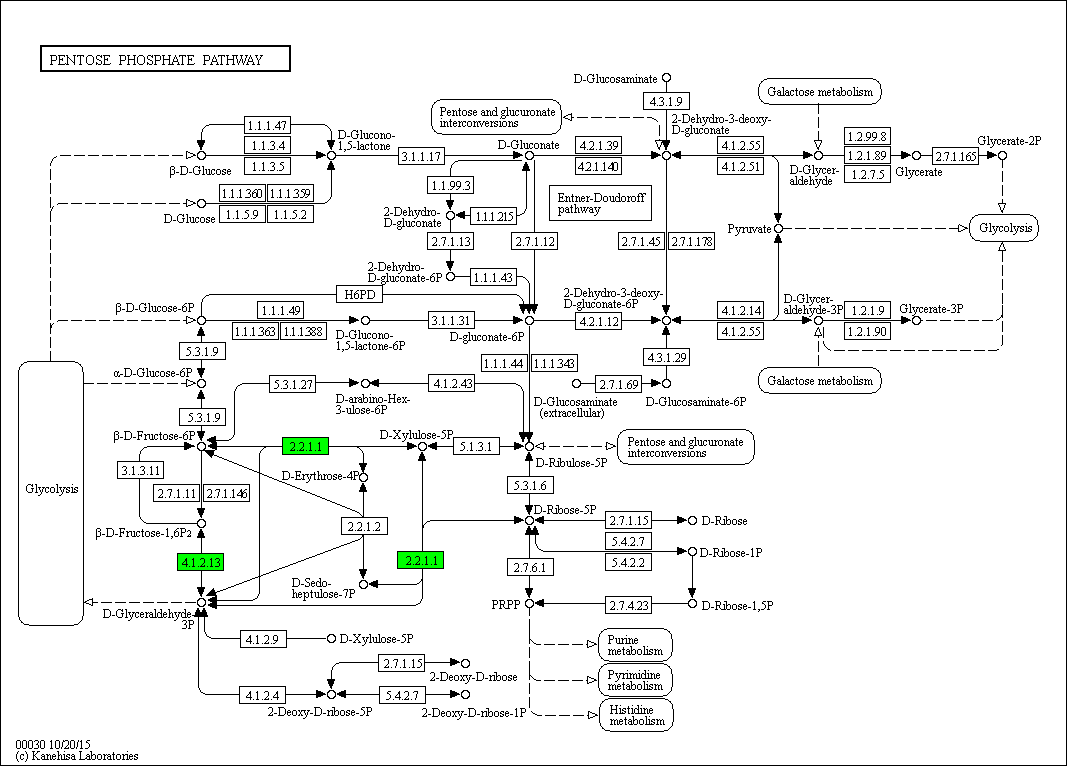 PENTOSE PHOSPHATE PATHWAY
D-Glucosaminate
4.3.1.9
Galactose metabolism
Pentose and glucuronate
interconversions
2-Dehydro-3-deoxy-
D-gluconate
1.1.1.47
D-Glucono-
1,5-lactone
1.1.3.4
1.1.3.5
β-D-Glucose
3.1.1.17
D-Gluconate
4.2.1.39
4.2.1.140
4.2.1.55
4.2.1.51
D-Glycer-
aldehyde
1.2.99.8
1.2.1.89
1.2.7.5
Glycerate
2.7.1.165
Glycerate-2P
1.1.1.360
1.1.1.359
1.1.5.9
1.1.5.2
D-Glucose
1.1.99.3
2-Dehydro-
D-gluconate
1.1.1.215
Entner-Doudoroff
pathway
Pyruvate
Glycolysis
2.7.1.13
2.7.1.12
2.7.1.45
2.7.1.178
2-Dehydro-
D-gluconate-6P
1.1.1.43
H6PD
β-D-Glucose-6P
1.1.1.49
1.1.1.363
1.1.1.388
D-Glucono-
1,5-lactone-6P
3.1.1.31
D-gluconate-6P
2-Dehydro-3-deoxy-
D-gluconate-6P
4.2.1.12
4.1.2.14
4.1.2.55
D-Glycer-
aldehyde-3P
1.2.1.9
1.2.1.90
Glycerate-3P
5.3.1.9
α-D-Glucose-6P
1.1.1.44
1.1.1.343
4.3.1.29
Galactose metabolism
5.3.1.27
D-arabino-Hex-
3-ulose-6P
4.1.2.43
2.7.1.69
D-Glucosaminate
(extracellular)
D-Glucosaminate-6P
5.3.1.9
β-D-Fructose-6P
2.2.1.1
D-Xylulose-5P
5.1.3.1
D-Ribulose-5P
Pentose and glucuronate
interconversions
Glycolysis
3.1.3.11
2.7.1.11
2.7.1.146
D-Erythrose-4P
5.3.1.6
2.2.1.2
D-Ribose-5P
2.7.1.15
D-Ribose
β-D-Fructose-1,6P2
4.1.2.13
2.2.1.1
5.4.2.7
5.4.2.2
D-Ribose-1P
2.7.6.1
D-Sedo-
heptulose-7P
D-Glyceraldehyde-
3P
PRPP
2.7.4.23
D-Ribose-1,5P
4.1.2.9
D-Xylulose-5P
Purine
metabolism
2.7.1.15
2-Deoxy-D-ribose
Pyrimidine
metabolism
4.1.2.4
2-Deoxy-D-ribose-5P
5.4.2.7
2-Deoxy-D-ribose-1P
Histidine
metabolism
00030 10/20/15
(c) Kanehisa Laboratories